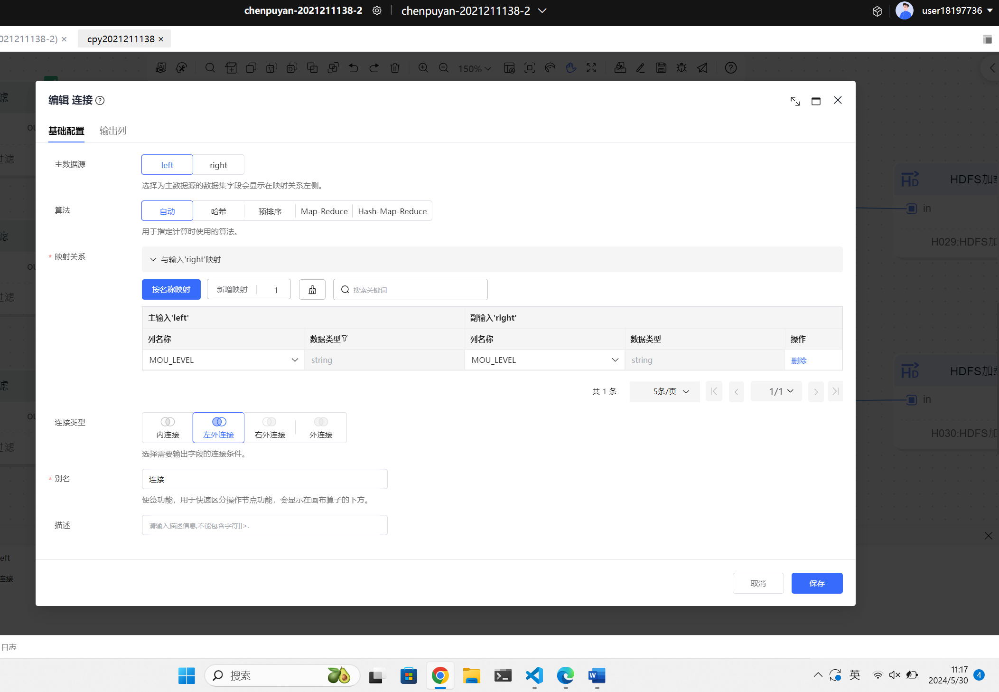 chenpuyan-2021211138-2 chenpuyan-2021211138-2 user18197736
021211138-2) × cpy2021211138 ×
150%
编辑 连接
基础配置 输出列
主数据源 left right
选择为主数据源的数据集字段会显示在映射关系左侧。
算法 自动 哈希 预排序 Map-Reduce Hash-Map-Reduce
用于指定计算时使用的算法。
* 映射关系 与输入'right'映射
按名称映射 新增映射 1 搜索关键词
主输入'left' 副输入'right'
列名称 数据类型 列名称 数据类型 操作
MOU_LEVEL string MOU_LEVEL string 删除
共 1 条 5条/页 1/1
连接类型 内连接 左外连接 右外连接 外连接
选择需要输出字段的连接条件。
* 别名 连接
便签功能，用于快速区分操作节点功能，会显示在画布算子的下方。
描述 请输入描述信息,不能包含字符]]>.
取消 保存
滤
ou
过滤
滤
ou
过滤
滤
ou
过滤
HDFS加
in
H029:HDFS加
HDFS加
in
H030:HDFS加
eft
连接
日志
搜索
英
11:17
2024/5/30
4